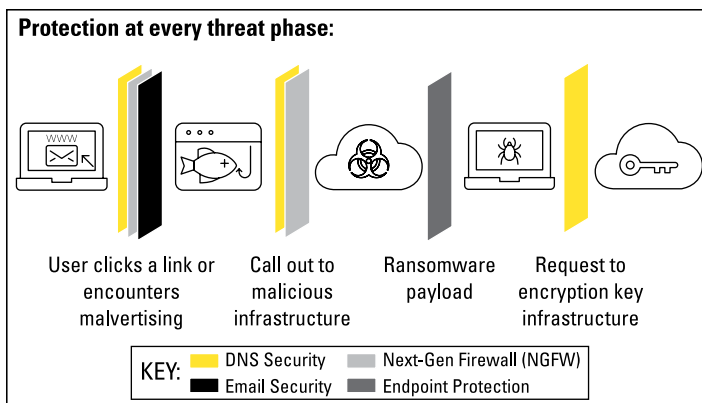 Protection at every threat phase:
WWW
User clicks a link or
encounters
malvertising
Call out to
malicious
infrastructure
Ransomware
payload
Request to
encryption key
infrastructure
KEY:
DNS Security
Next-Gen Firewall (NGFW)
Email Security
Endpoint Protection